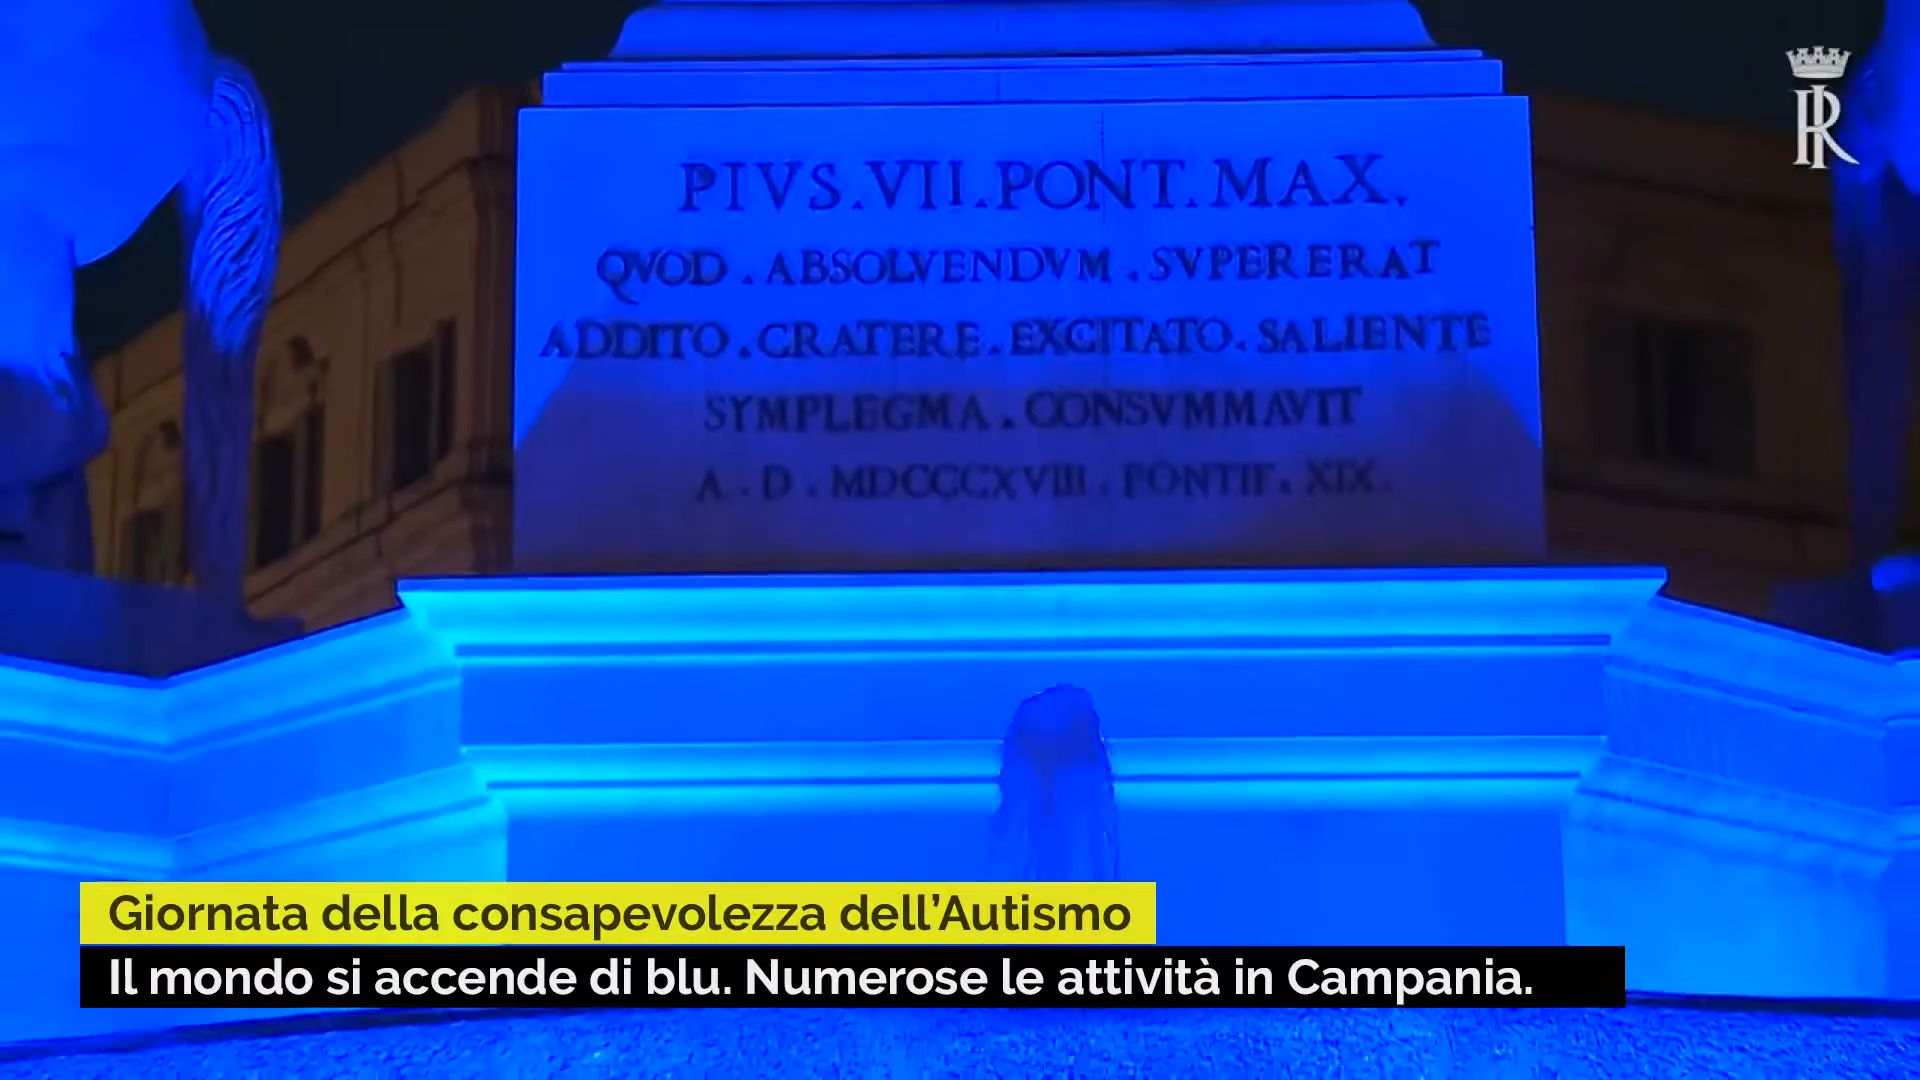 PIVS.VII.PONT.MAX.
QVOD.ABSOLVENDVM.SVPERERAT
ADDITO.CRATERE.EXCITATO.SALIENTE
SYMPLEGMA.CONSVMMAVIT
A.D.MDCCCXVIII.PONTIF.XIX.
IR
Giornata della consapevolezza dell’Autismo
Il mondo si accende di blu. Numerose le attività in Campania.